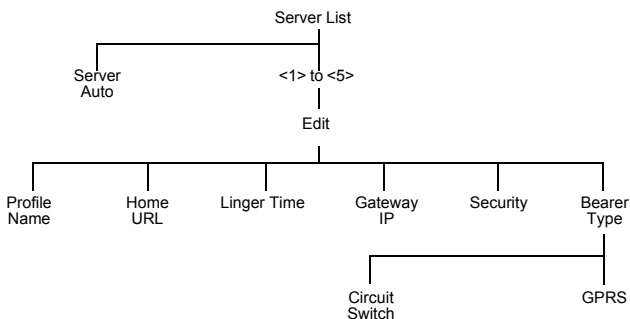 Server List
Server
Auto
<1> to <5>
Edit
Profile
Name
Home
URL
Linger Time
Gateway
IP
Security
Bearer
Type
Circuit
Switch
GPRS